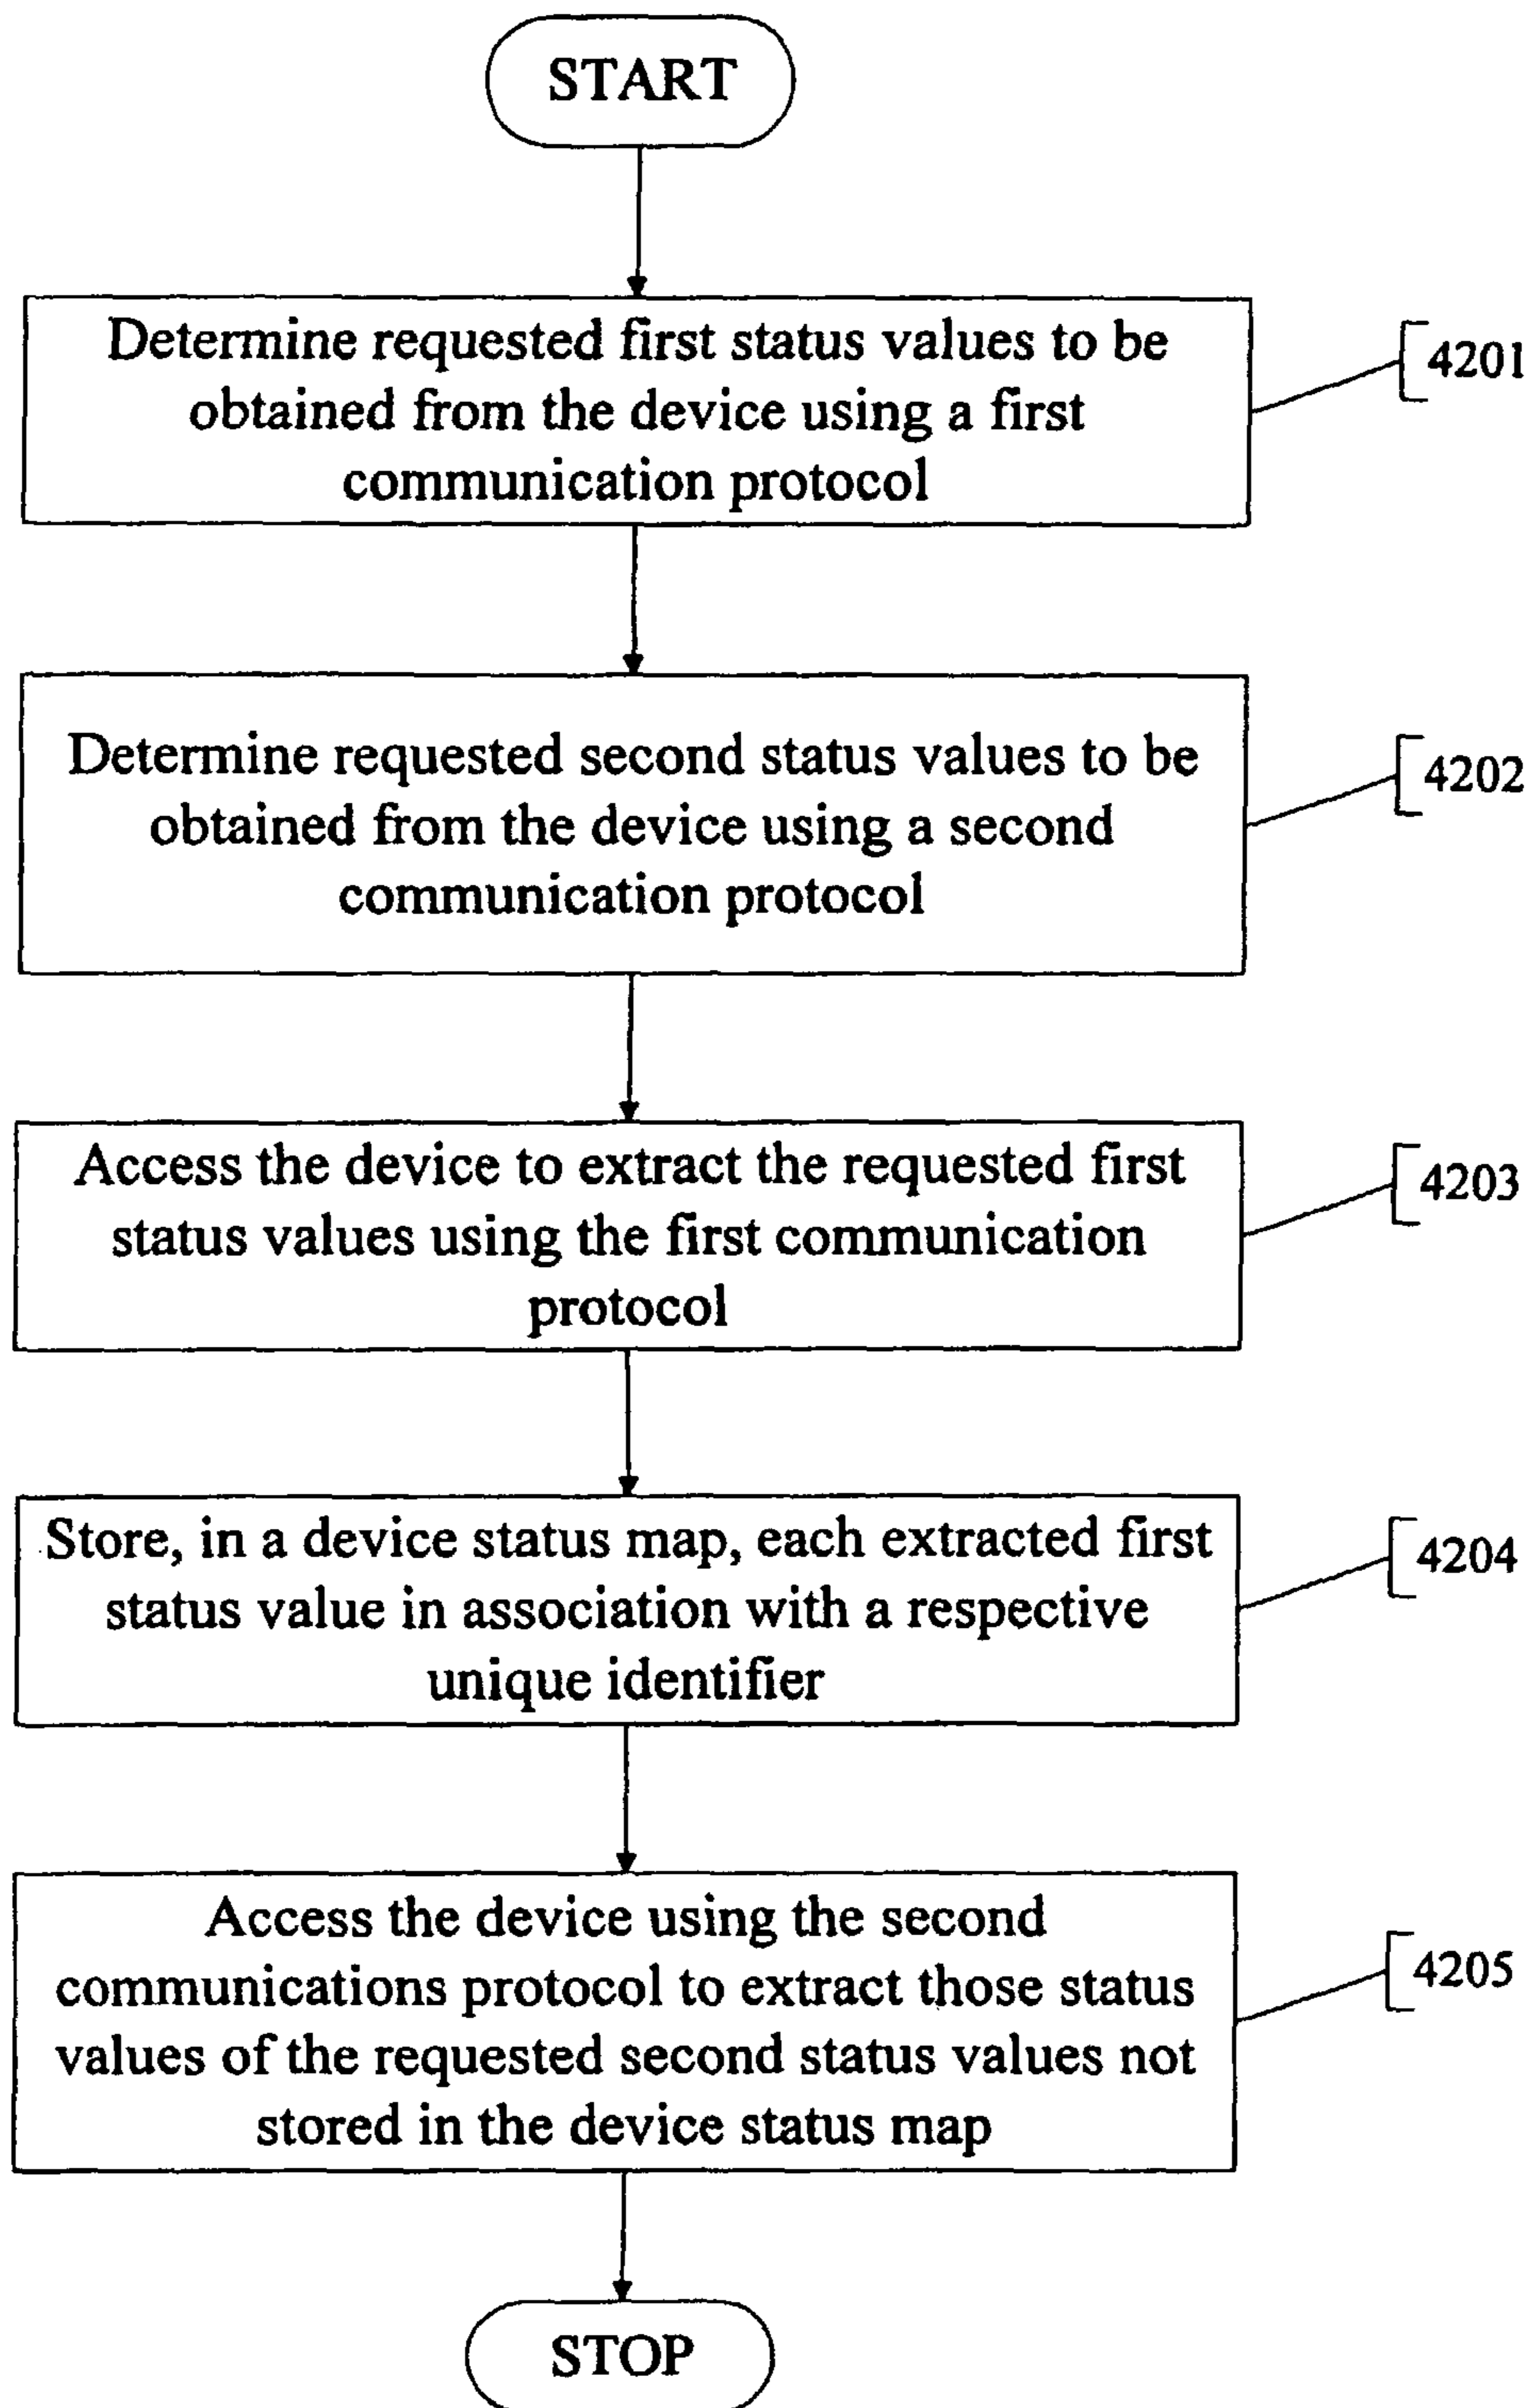 START
Determine requested first status values to be
obtained from the device using a first
communication protocol
4201
Determine requested second status values to be
obtained from the device using a second
communication protocol
4202
Access the device to extract the requested first
status values using the first communication
protocol
4203
Store, in a device status map, each extracted first
status value in association with a respective
unique identifier
4204
Access the device using the second
communications protocol to extract those status
values of the requested second status values not
stored in the device status map
4205
STOP